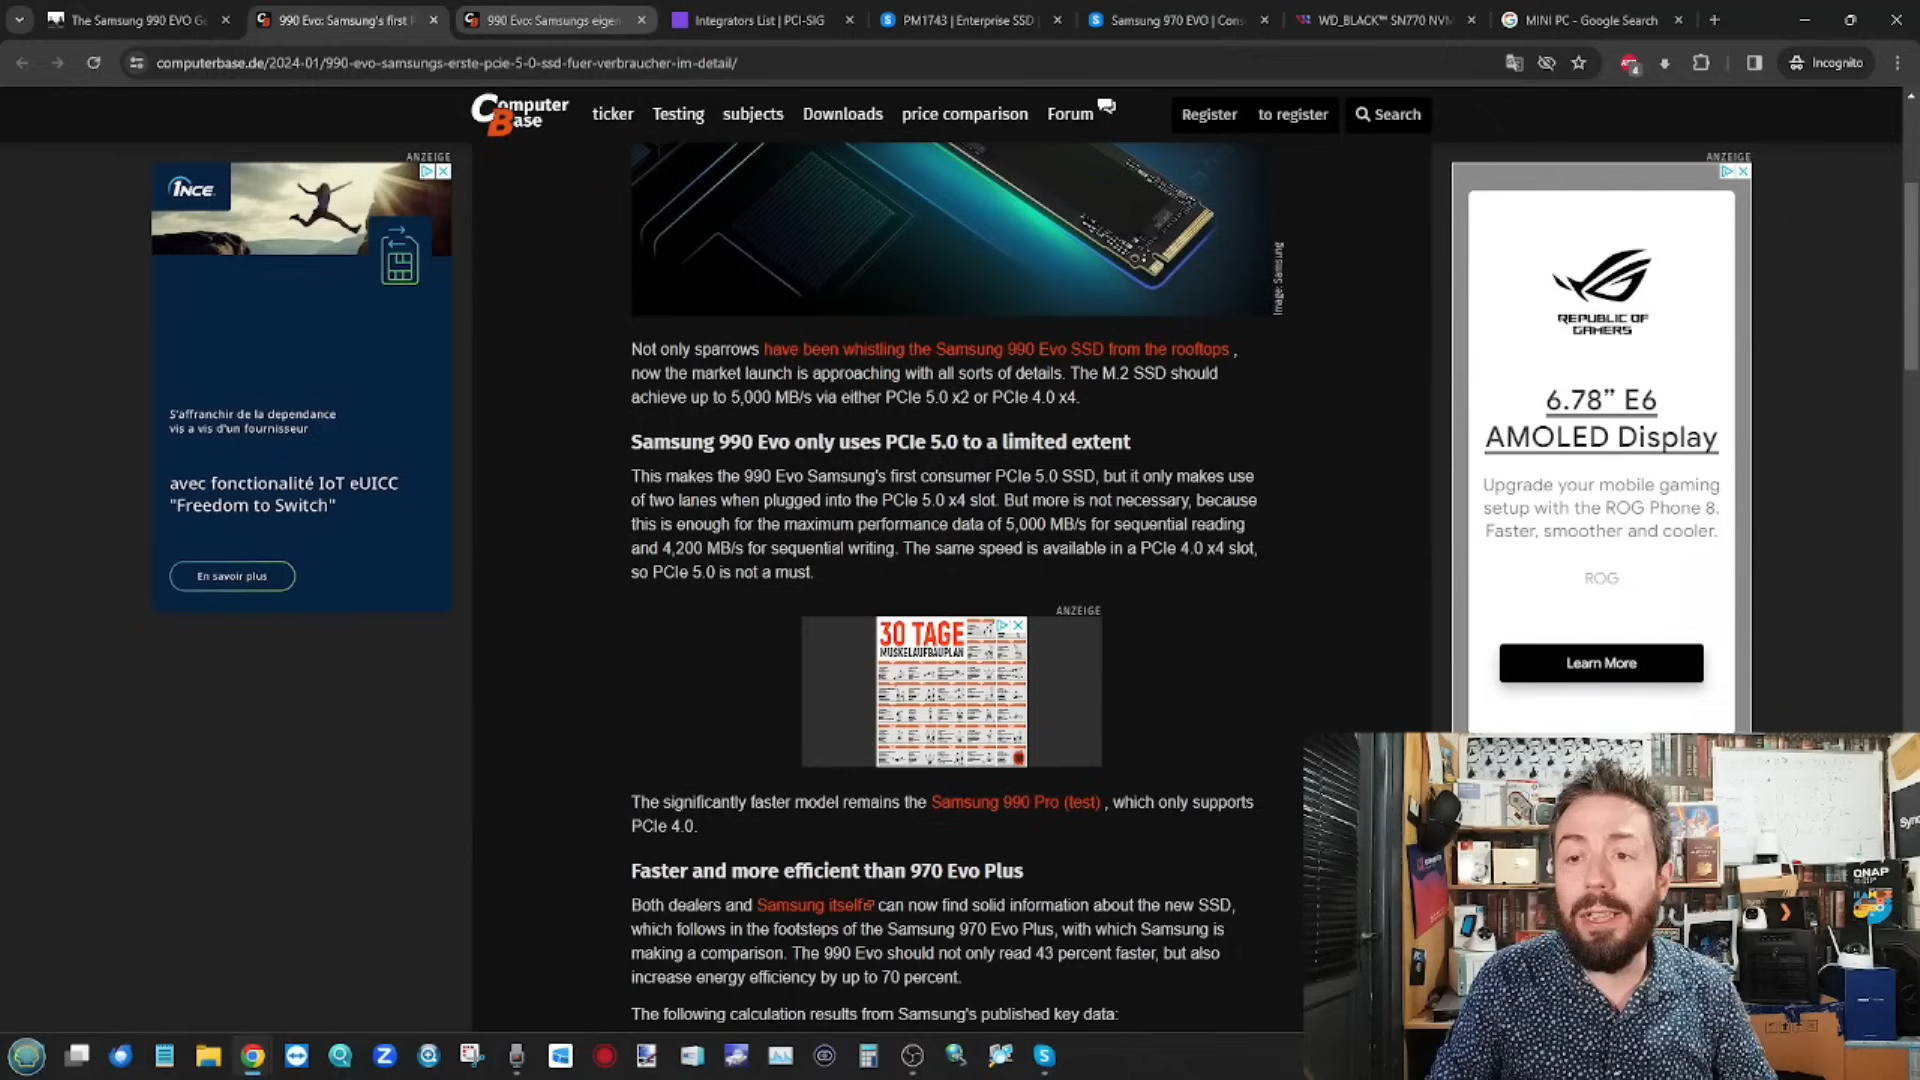 The Samsung 990 EVO Ge
990 Evo: Samsung's first P
990 Evo: Samsungs eigen
Integrators List | PCI-SIG
PM1743 | Enterprise SSD
Samsung 970 EVO | Cons
WD_BLACK™ SN770 NVM
MINI PC - Google Search
computerbase.de/2024-01/990-evo-samsungs-erste-pcie-5-0-ssd-fuer-verbraucher-im-detail/
4
Incognito
Computer Base
ticker
Testing
subjects
Downloads
price comparison
Forum
Register
to register
Search
ANZEIGE
1NCE
S'affranchir de la dependance
vis a vis d'un fournisseur
avec fonctionalité IoT eUICC
"Freedom to Switch"
En savoir plus
Image: Samsung
Not only sparrows have been whistling the Samsung 990 Evo SSD from the rooftops ,
now the market launch is approaching with all sorts of details. The M.2 SSD should
achieve up to 5,000 MB/s via either PCIe 5.0 x2 or PCIe 4.0 x4.
Samsung 990 Evo only uses PCIe 5.0 to a limited extent
This makes the 990 Evo Samsung's first consumer PCIe 5.0 SSD, but it only makes use
of two lanes when plugged into the PCIe 5.0 x4 slot. But more is not necessary, because
this is enough for the maximum performance data of 5,000 MB/s for sequential reading
and 4,200 MB/s for sequential writing. The same speed is available in a PCIe 4.0 x4 slot,
so PCIe 5.0 is not a must.
ANZEIGE
30 TAGE
MUSKELAUFBAUPLAN
The significantly faster model remains the Samsung 990 Pro (test) , which only supports
PCIe 4.0.
Faster and more efficient than 970 Evo Plus
Both dealers and Samsung itself can now find solid information about the new SSD,
which follows in the footsteps of the Samsung 970 Evo Plus, with which Samsung is
making a comparison. The 990 Evo should not only read 43 percent faster, but also
increase energy efficiency by up to 70 percent.
The following calculation results from Samsung's published key data:
ANZEIGE
REPUBLIC OF
GAMERS
6.78" E6
AMOLED Display
Upgrade your mobile gaming
setup with the ROG Phone 8.
Faster, smoother and cooler.
ROG
Learn More
QNAP